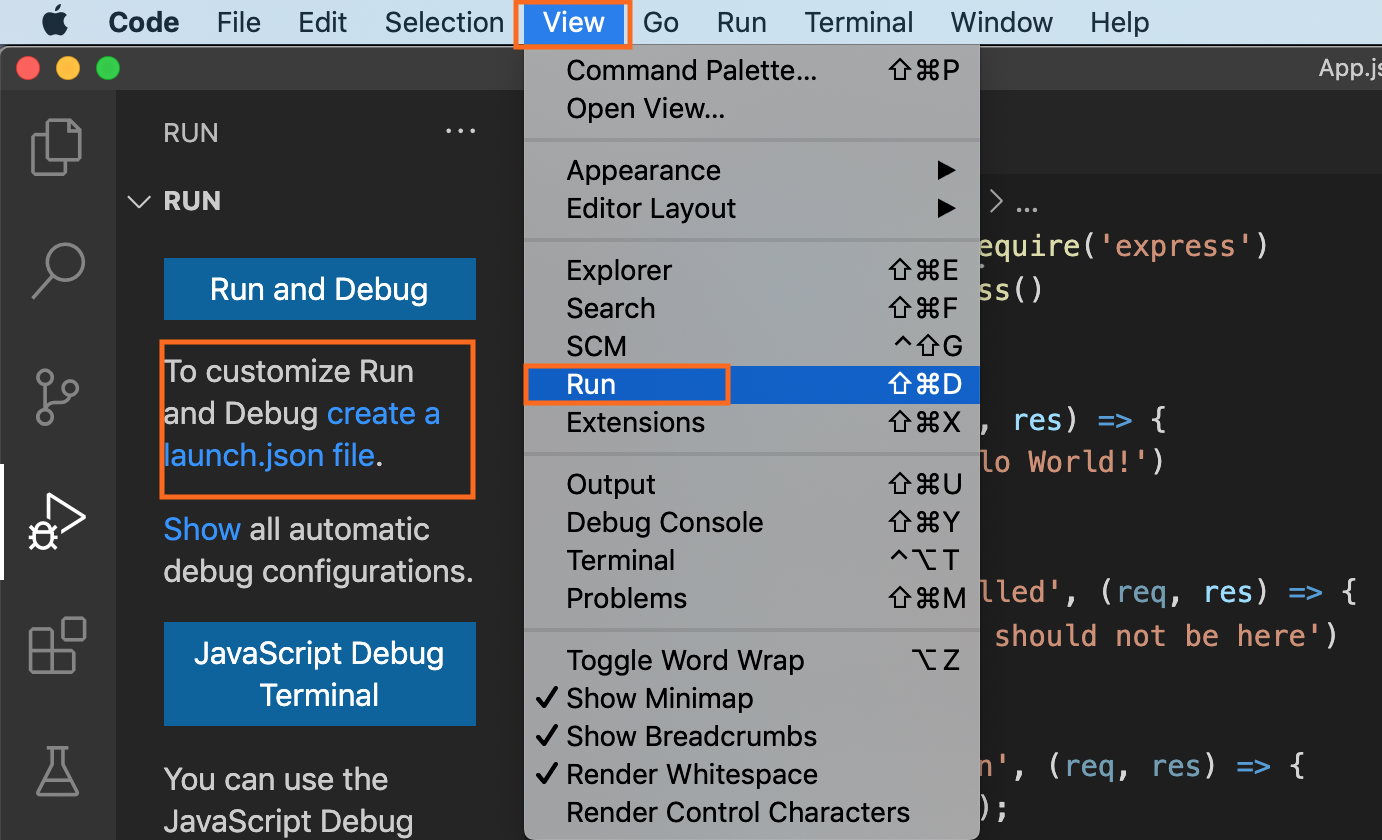 Code File Edit Selection View Go Run Terminal Window Help
App.js
RUN ...
RUN
Run and Debug
To customize Run
and Debug create a
launch.json file.
Show all automatic
debug configurations.
JavaScript Debug
Terminal
You can use the
JavaScript Debug
Command Palette... ⇧⌘P
Open View...
Appearance ▶
Editor Layout ▶
Explorer ⇧⌘E
Search ⇧⌘F
SCM ^⇧G
Run ⇧⌘D
Extensions ⇧⌘X
Output ⇧⌘U
Debug Console ⇧⌘Y
Terminal ^⌥T
Problems ⇧⌘M
Toggle Word Wrap ⌥Z
✓ Show Minimap
✓ Show Breadcrumbs
✓ Render Whitespace
Render Control Characters
> ...
equire('express')
ss()
, res) => {
lo World!')
lled', (req, res) => {
should not be here')
n', (req, res) => {
);